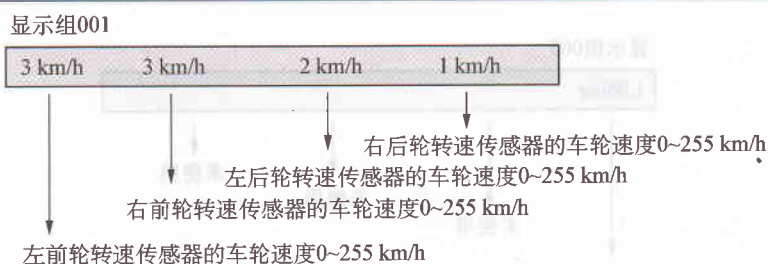 显示组001
3 km/h 3 km/h 2 km/h 1 km/h
右后轮转速传感器的车轮速度0~255 km/h
左后轮转速传感器的车轮速度0~255 km/h
右前轮转速传感器的车轮速度0~255 km/h
左前轮转速传感器的车轮速度0~255 km/h